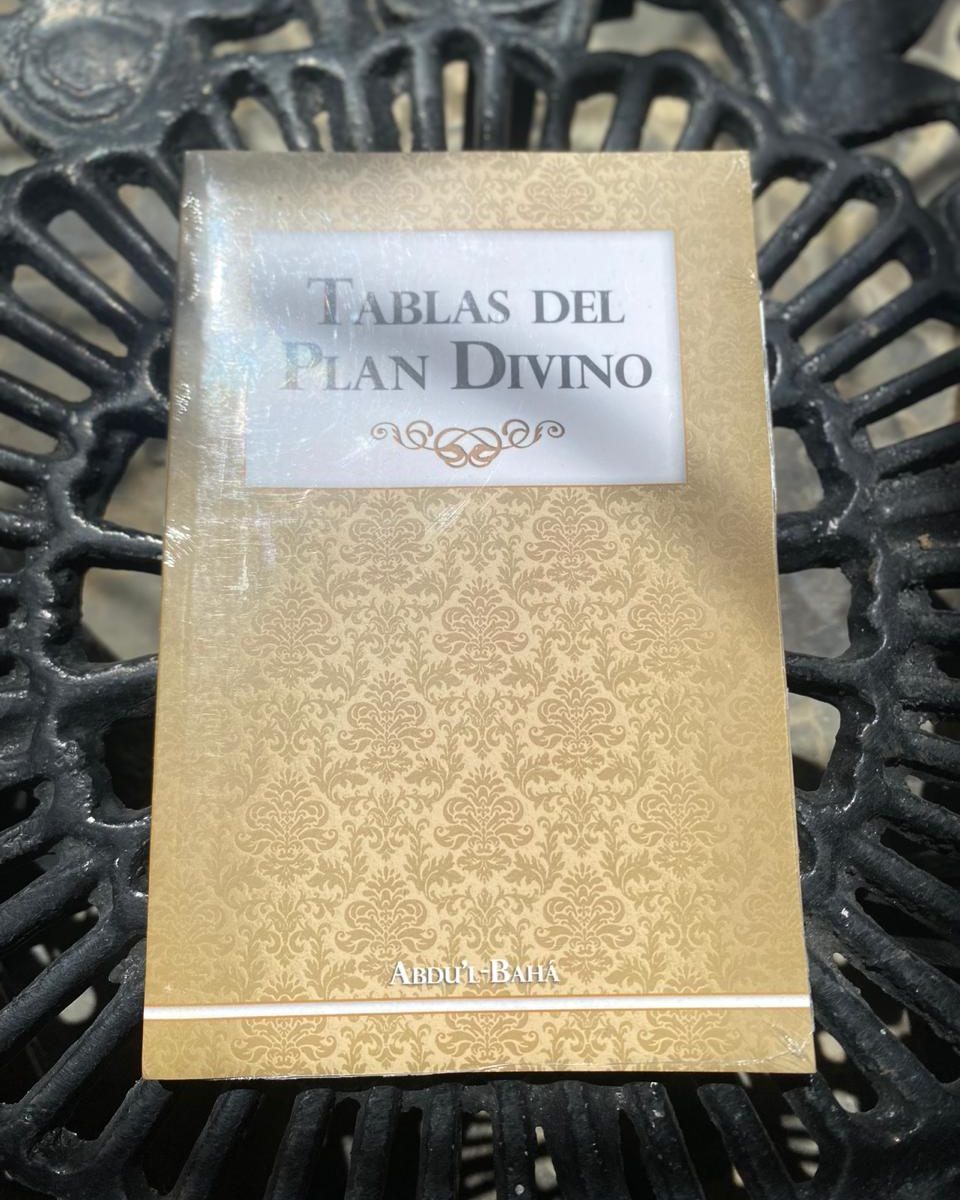 TABLAS DEL
PLAN DIVINO
ABDU'L-BAHÁ